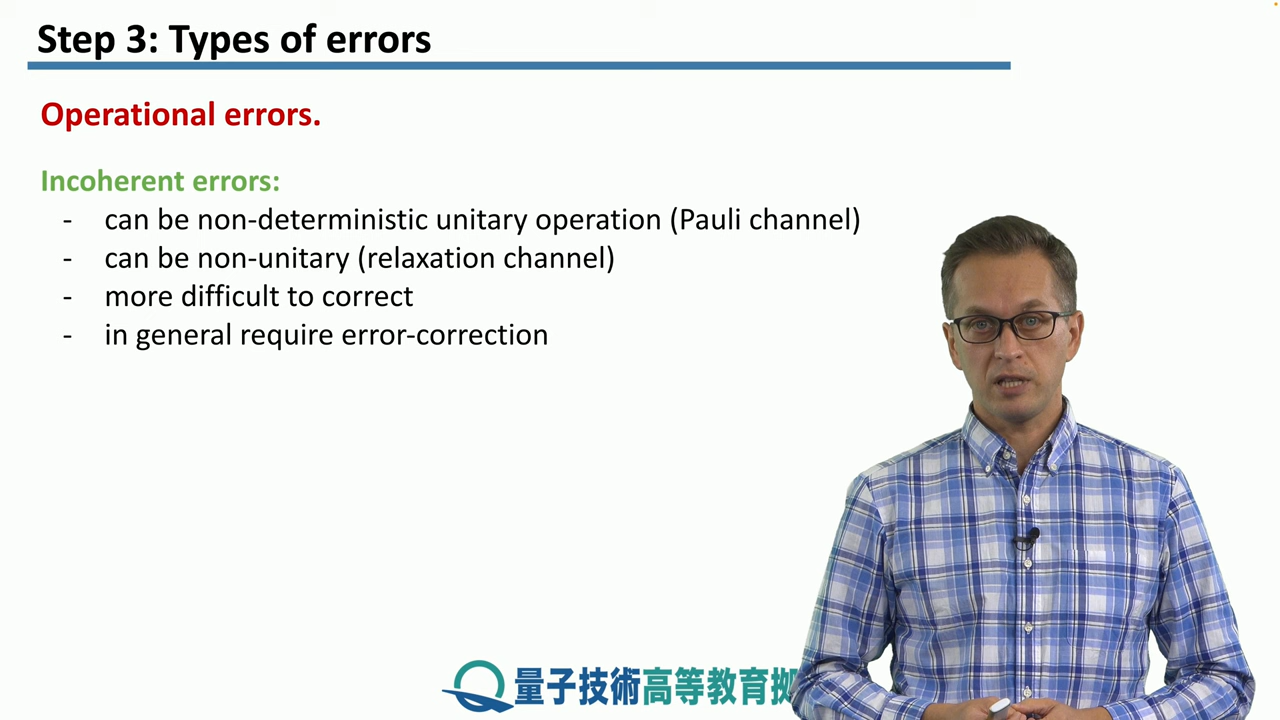 Step 3: Types of errors
Operational errors.
Incoherent errors:
- can be non-deterministic unitary operation (Pauli channel)
- can be non-unitary (relaxation channel)
- more difficult to correct
- in general require error-correction
量子技術高等教育拠